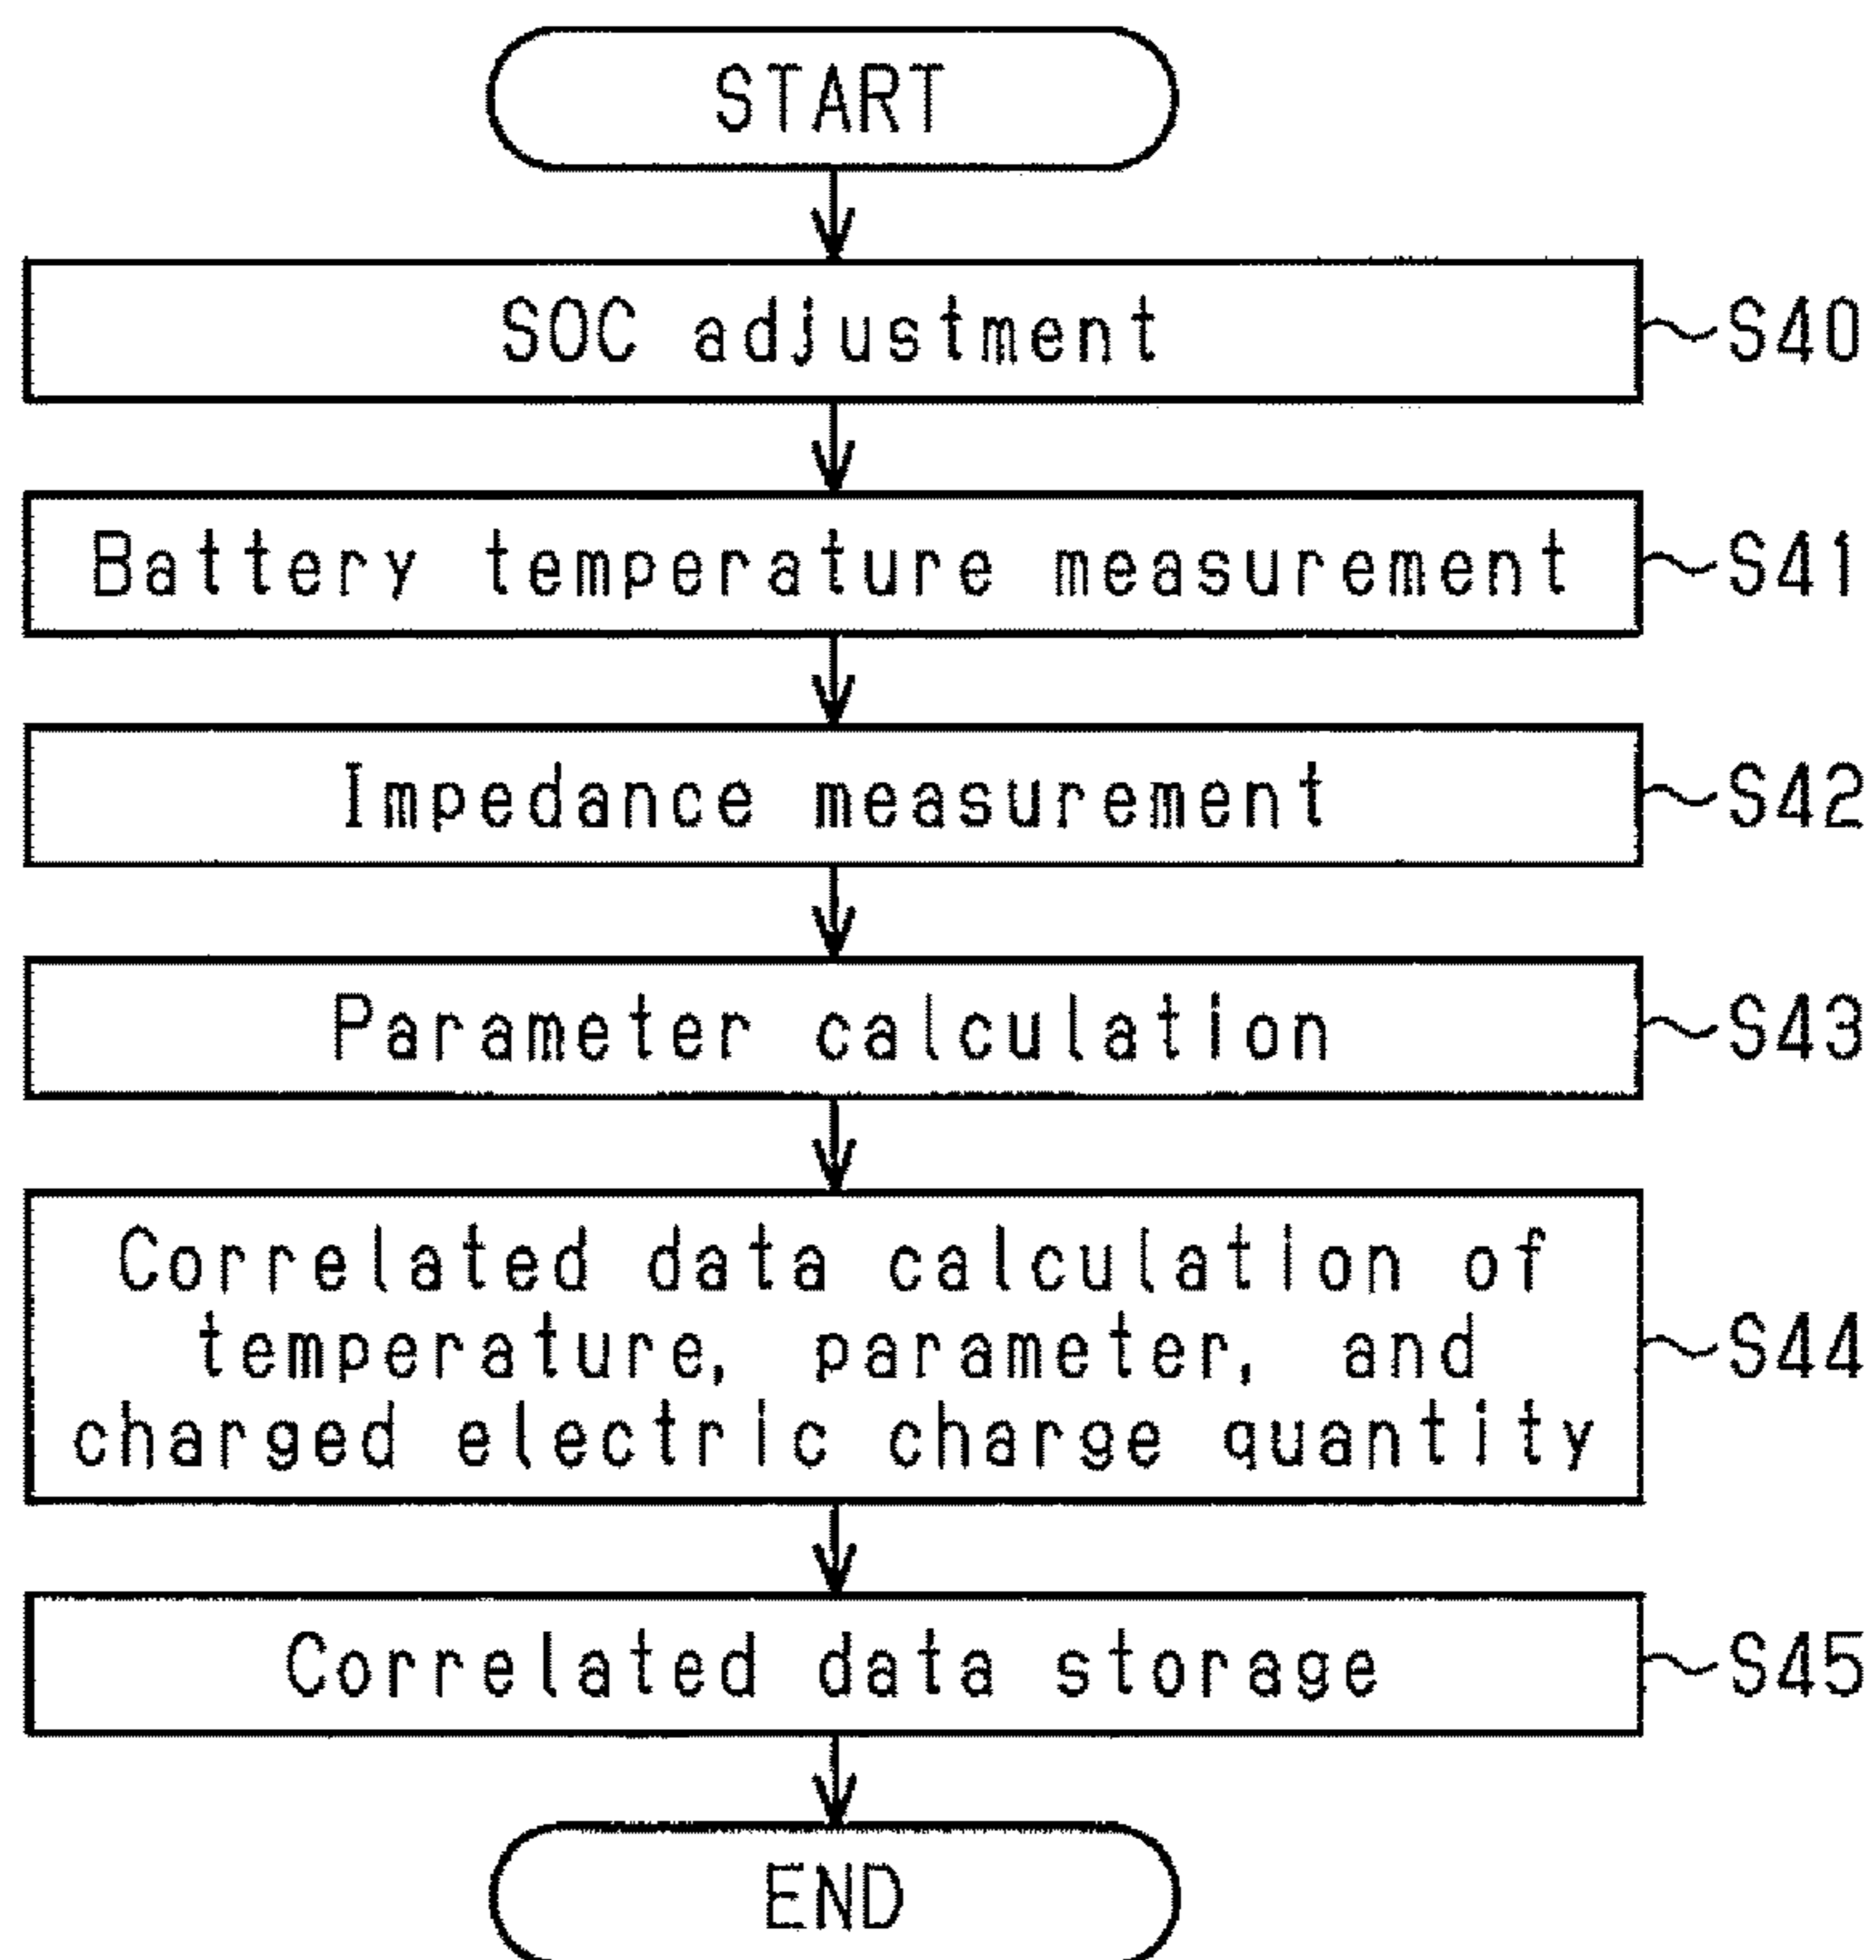 START
SOC adjustment
S40
Battery temperature measurement
S41
Impedance measurement
S42
Parameter calculation
S43
Correlated data calculation of
temperature, parameter, and
charged electric charge quantity
S44
Correlated data storage
S45
END